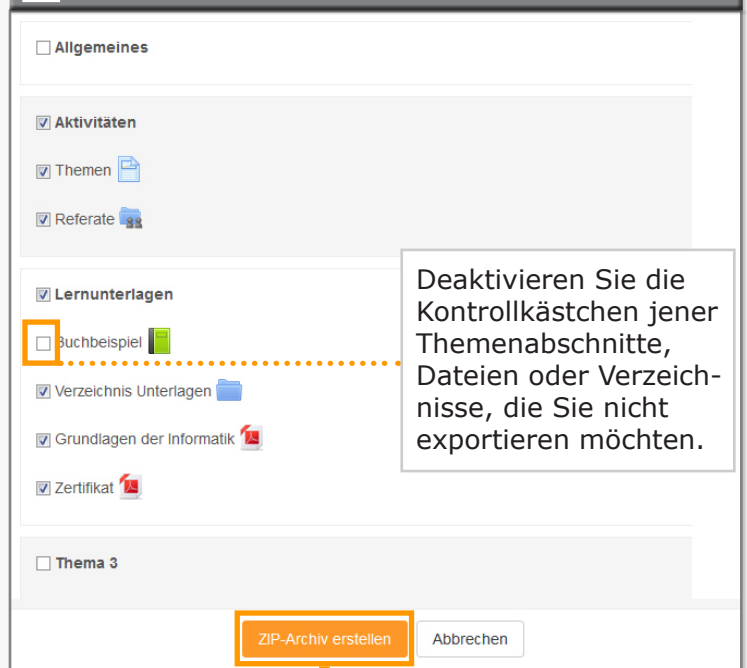 Allgemeines
Aktivitäten
Themen
Referate
Lernunterlagen
Buchbeispiel
Verzeichnis Unterlagen
Grundlagen der Informatik
Zertifikat
Deaktivieren Sie die
Kontrollkästchen jener
Themenabschnitte,
Dateien oder Verzeich-
nisse, die Sie nicht
exportieren möchten.
Thema 3
ZIP-Archiv erstellen
Abbrechen